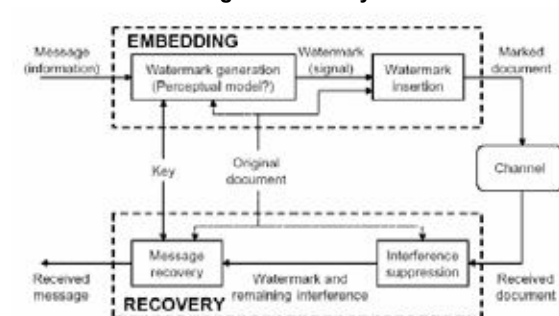 EMBEDDING
Message
(information)
Watermark generation
(Perceptual model?)
Watermark
(signal)
Watermark
insertion
Marked
document
Key
Original
document
Channel
Message
recovery
Interference
suppression
Received
message
Watermark and
remaining interference
Received
document
RECOVERY